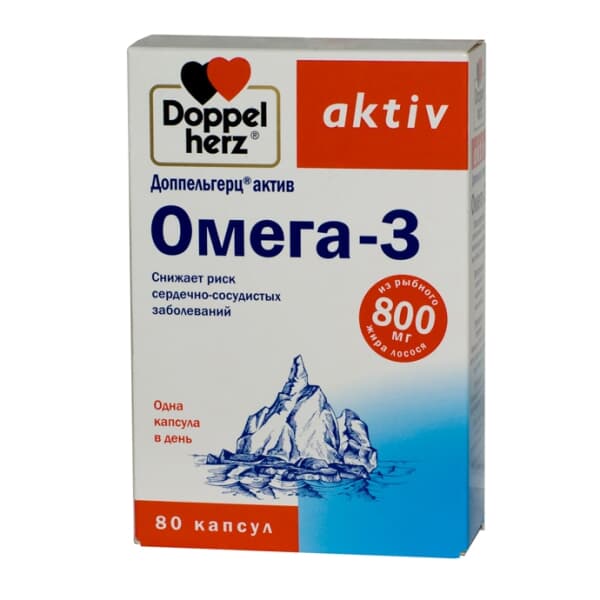 Doppel
herz®
aktiv
Доппельгерц® актив
Омега-3
Снижает риск
сердечно-сосудистых
заболеваний
из рыбного
800
мг
жира лосося
Одна
капсула
в день
80 капсул